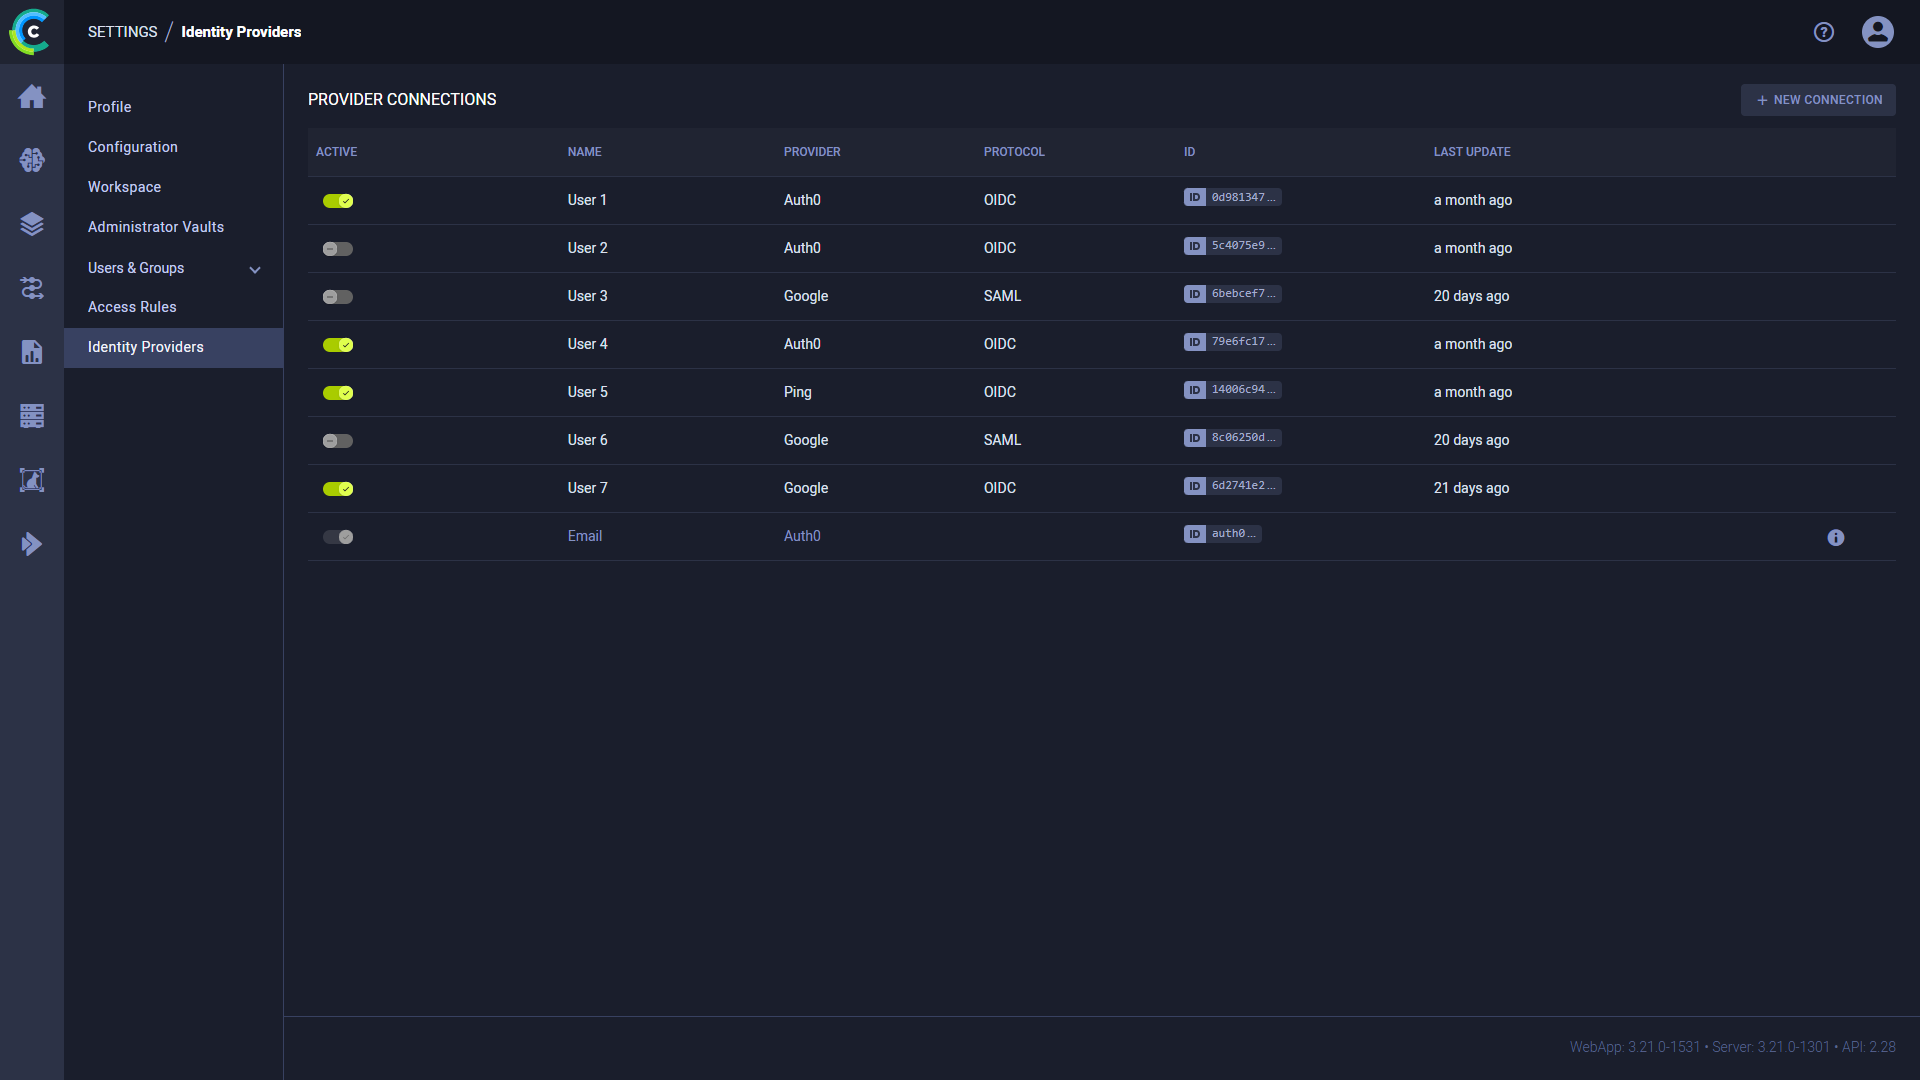 SETTINGS / Identity Providers
Profile
Configuration
Workspace
Administrator Vaults
Users & Groups
Access Rules
Identity Providers
PROVIDER CONNECTIONS
+ NEW CONNECTION
ACTIVE NAME PROVIDER PROTOCOL ID LAST UPDATE
User 1 Auth0 OIDC ID 0d981347... a month ago
User 2 Auth0 OIDC ID 5c4075e9... a month ago
User 3 Google SAML ID 6bebcef7... 20 days ago
User 4 Auth0 OIDC ID 79e6fc17... a month ago
User 5 Ping OIDC ID 14006c94... a month ago
User 6 Google SAML ID 8c06250d... 20 days ago
User 7 Google OIDC ID 6d2741e2... 21 days ago
Email Auth0 ID auth0...
WebApp: 3.21.0-1531 • Server: 3.21.0-1301 • API: 2.28